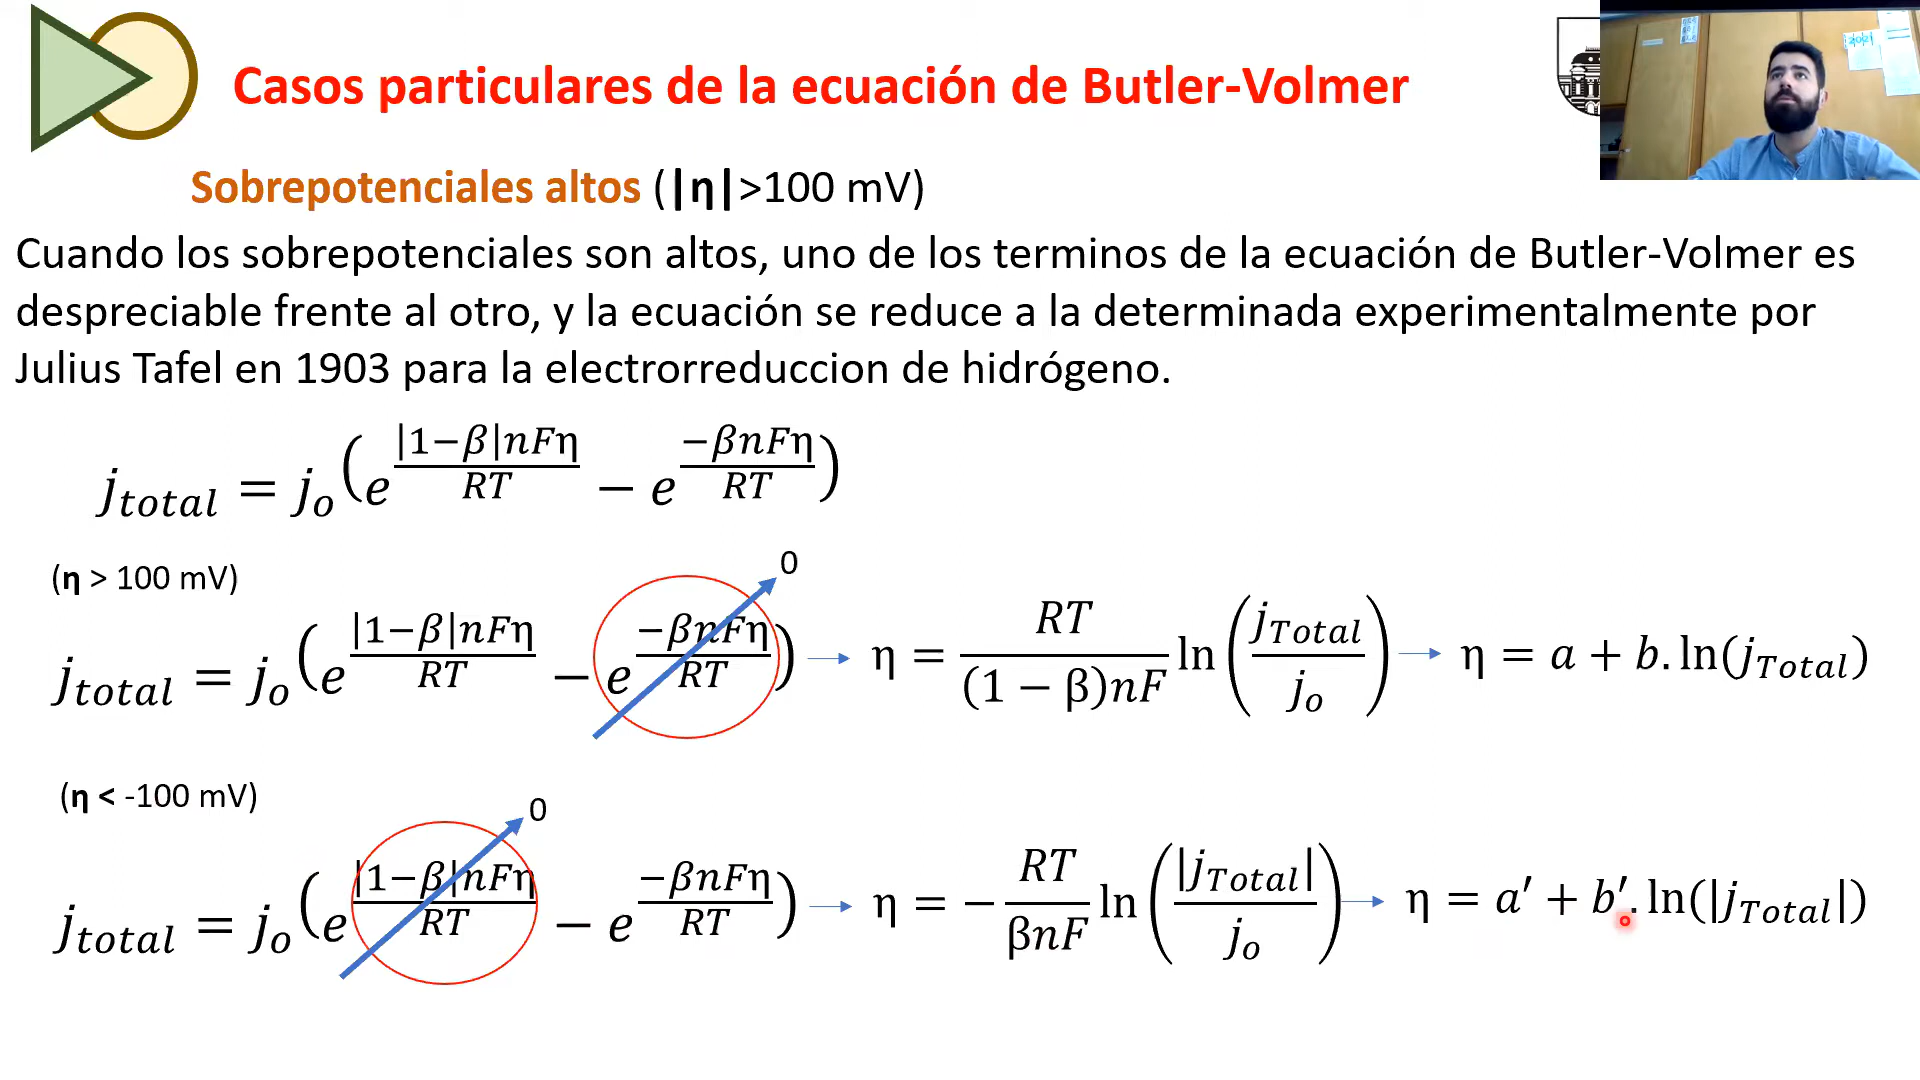 Casos particulares de la ecuación de Butler-Volmer
2021
Sobrepotenciales altos (|η|>100 mV)
Cuando los sobrepotenciales son altos, uno de los terminos de la ecuación de Butler-Volmer es
despreciable frente al otro, y la ecuación se reduce a la determinada experimentalmente por
Julius Tafel en 1903 para la electrorreduccion de hidrógeno.
j_total = j_o(e^(|1−β|nFη/RT) − e^(−βnFη/RT))
(η > 100 mV)
0
j_total = j_o(e^(|1−β|nFη/RT) − e^(−βnFη/RT)) → η = RT/((1 − β)nF) ln(j_Total/j_o) → η = a + b. ln(j_Total)
(η < -100 mV)
0
j_total = j_o(e^(|1−β|nFη/RT) − e^(−βnFη/RT)) → η = − RT/(βnF) ln(|j_Total|/j_o) → η = a′ + b′. ln(|j_Total|)